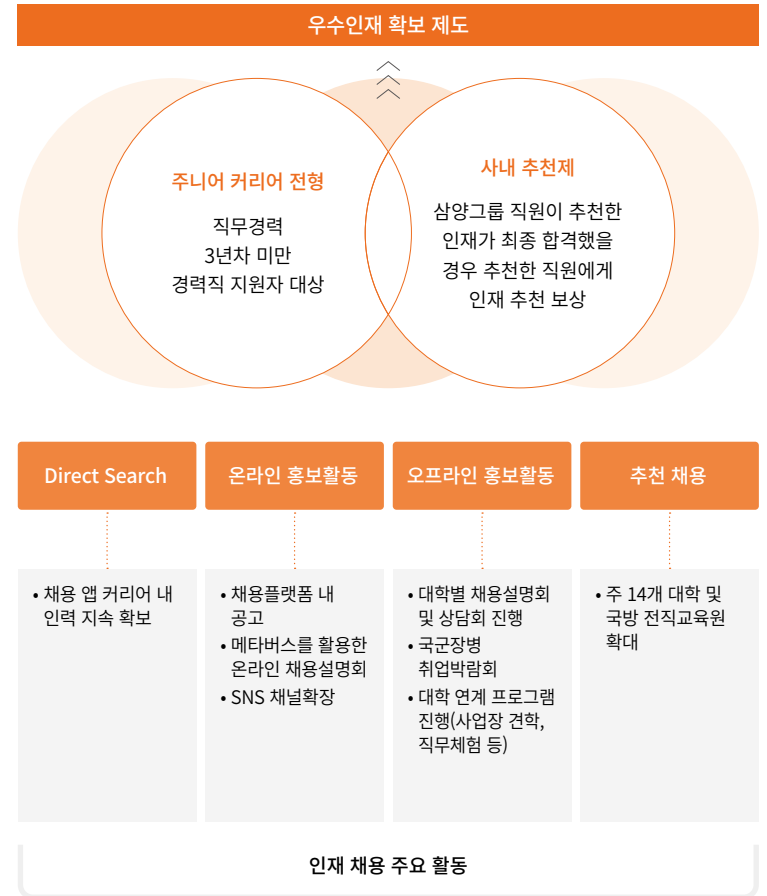 우수인재 확보 제도
주니어 커리어 전형
직무경력
3년차 미만
경력직 지원자 대상
사내 추천제
삼양그룹 직원이 추천한
인재가 최종 합격했을
경우 추천한 직원에게
인재 추천 보상
Direct Search
• 채용 앱 커리어 내
인력 지속 확보
온라인 홍보활동
• 채용플랫폼 내
공고
• 메타버스를 활용한
온라인 채용설명회
• SNS 채널확장
오프라인 홍보활동
• 대학별 채용설명회
및 상담회 진행
• 국군장병
취업박람회
• 대학 연계 프로그램
진행(사업장 견학,
직무체험 등)
추천 채용
• 주 14개 대학 및
국방 전직교육원
확대
인재 채용 주요 활동